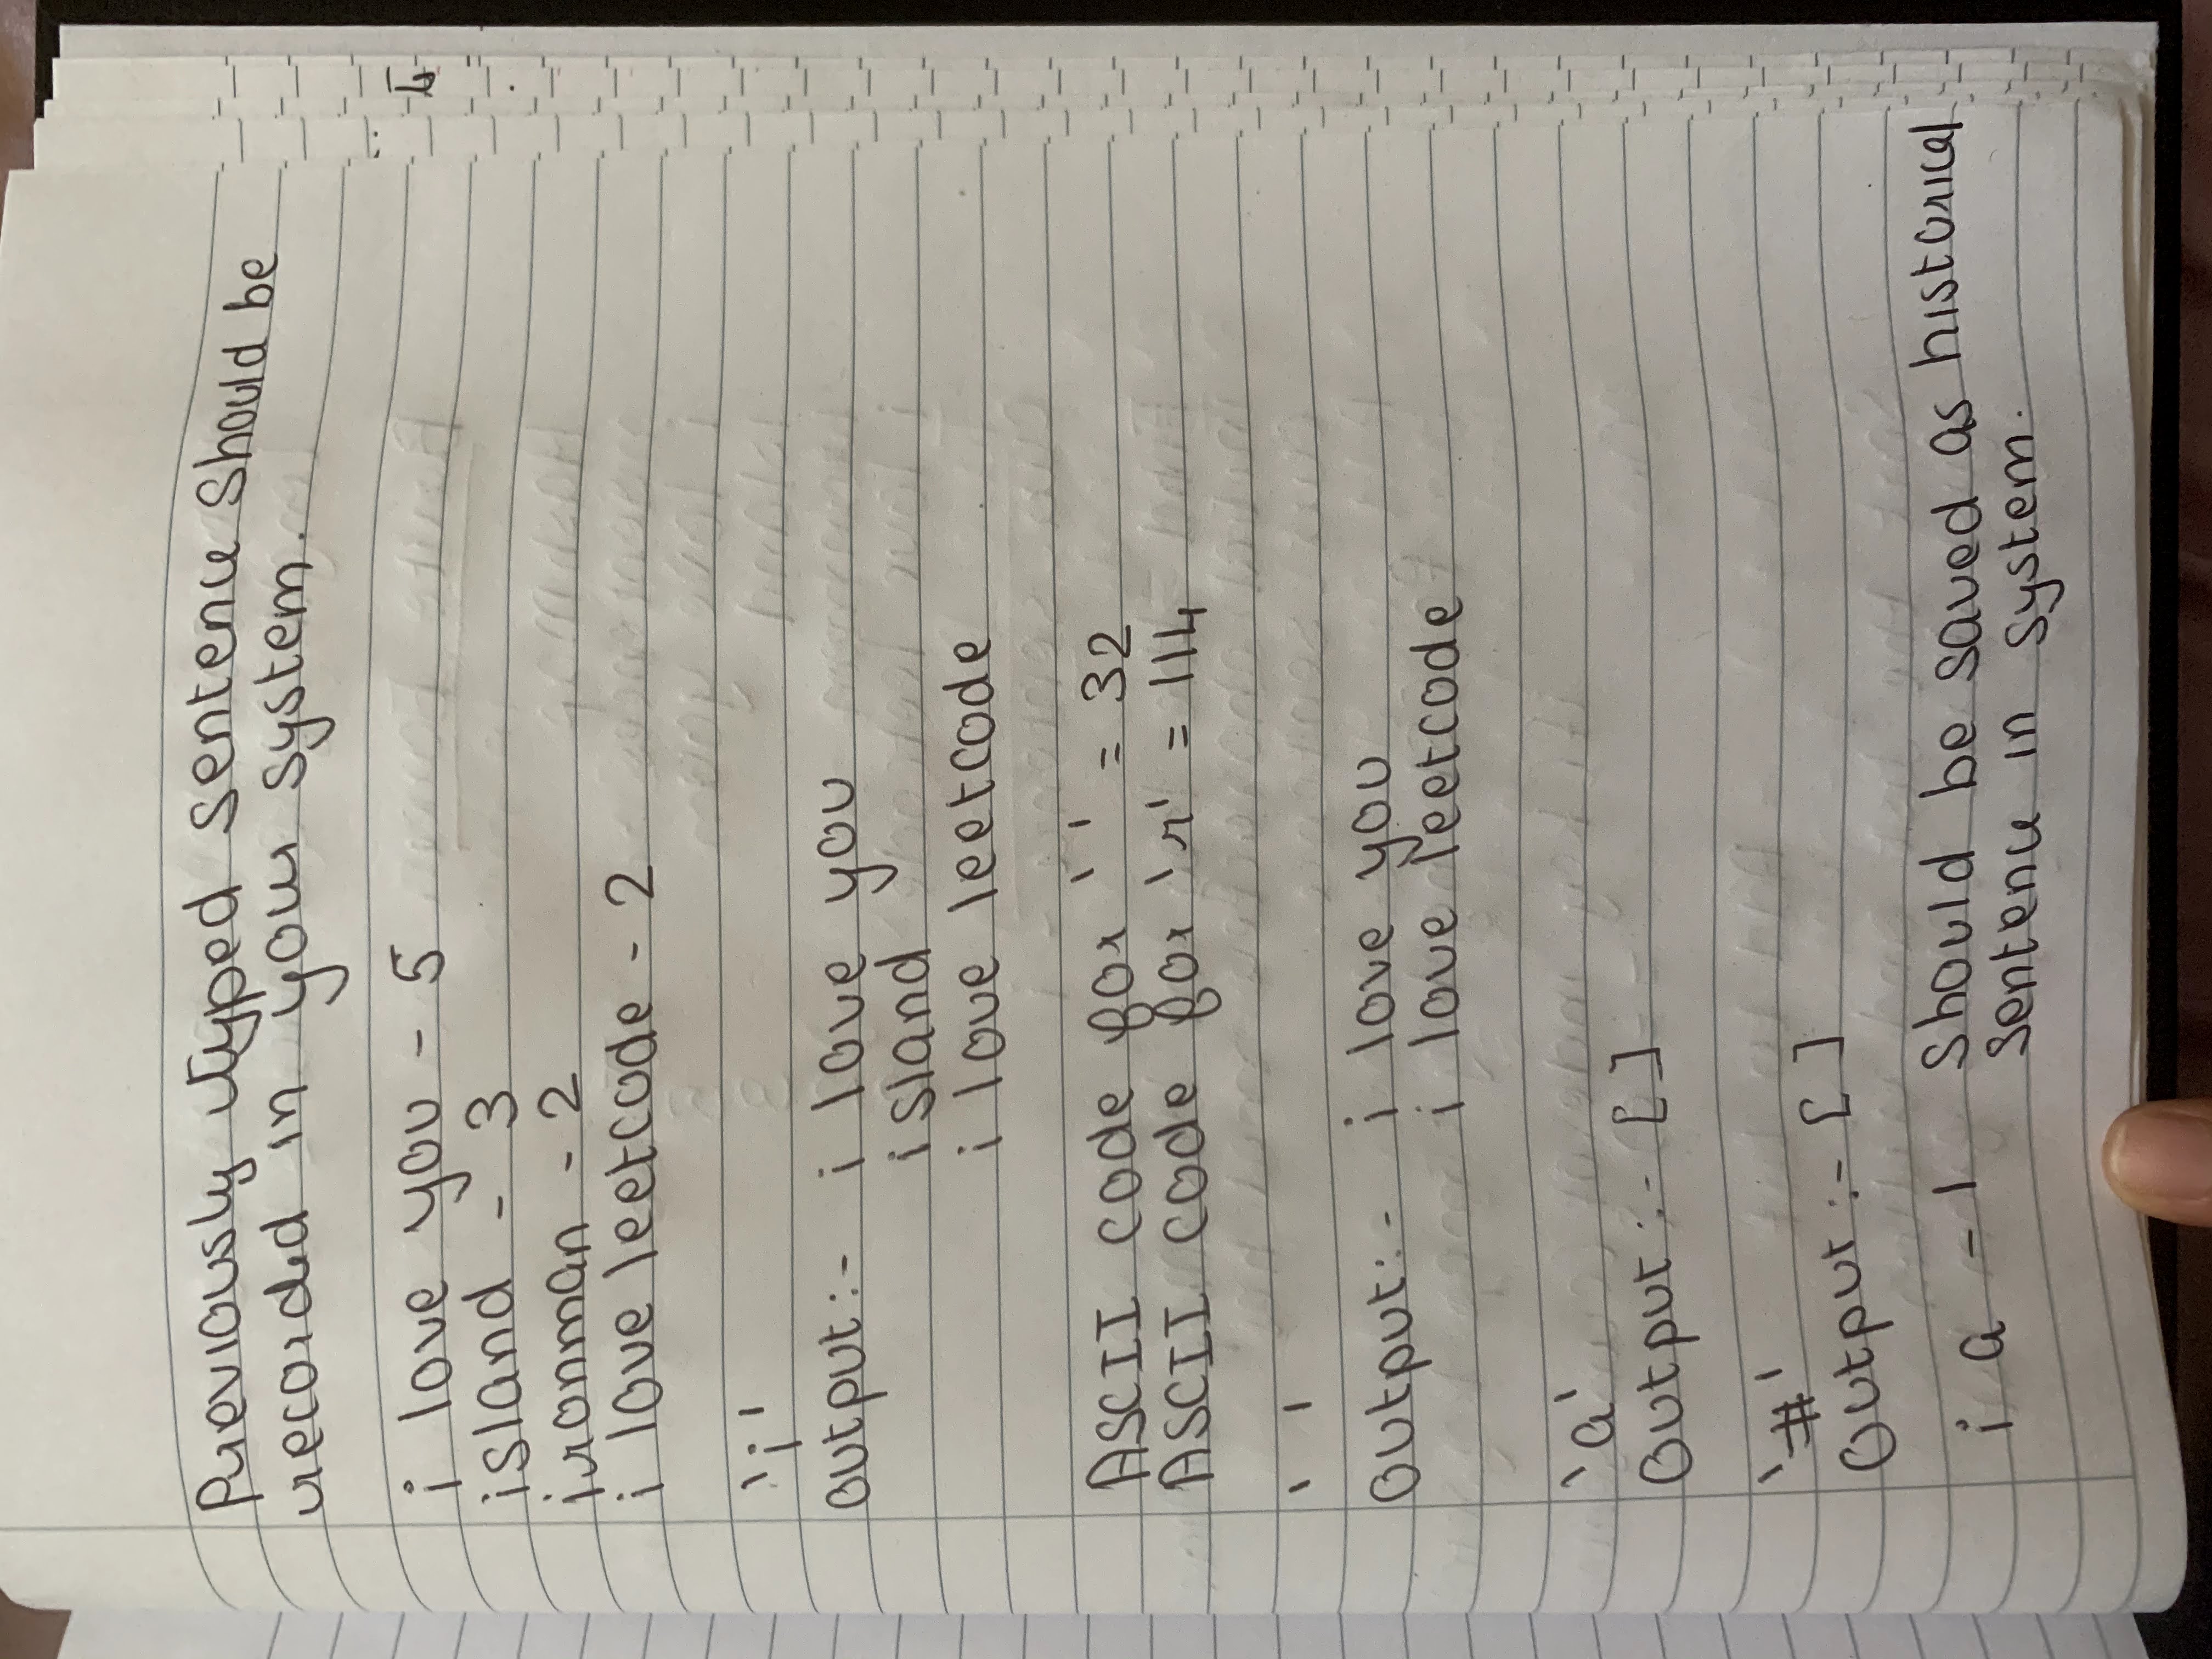 Previously typed sentence should be
recorded in your system.
i love you - 5
island - 3
ironman - 2
i love leetcode - 2
'i'
output:- i love you
island
i love leetcode
ASCII code for ' ' = 32
ASCII code for 'r' = 114
' '
Output:- i love you
i love leetcode
'a'
Output:- []
'#'
Output:- [ ]
i a - 1 should be saved as historical
sentence in system.